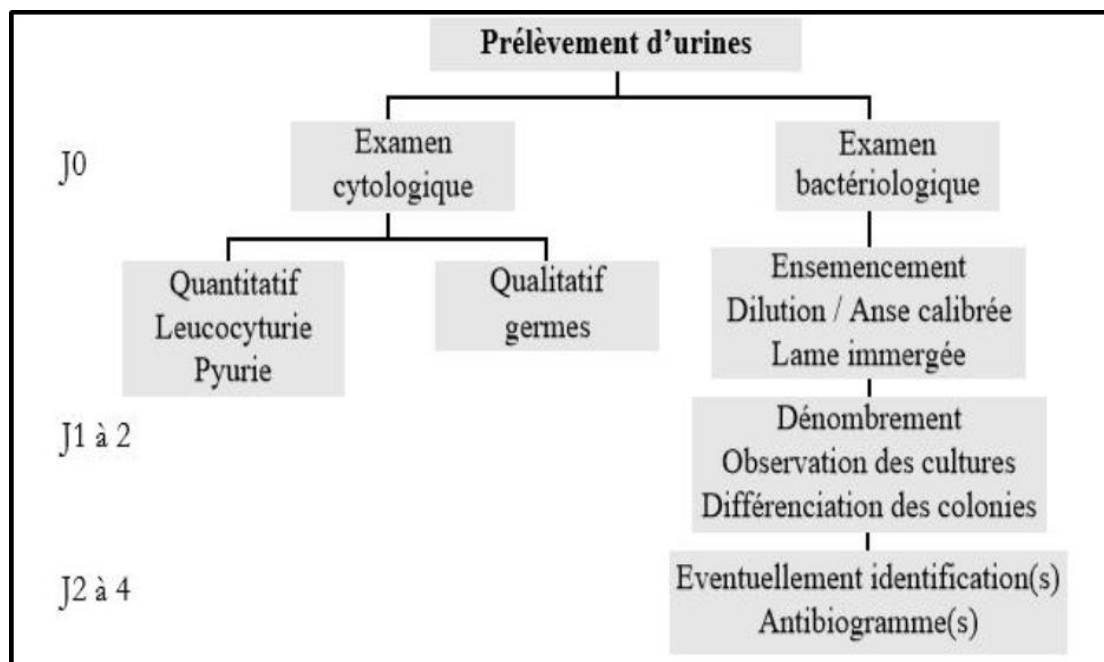 Prélèvement d'urines
J0
Examen
cytologique
Examen
bactériologique
Quantitatif
Leucocyturie
Pyurie
Qualitatif
germes
Ensemencement
Dilution / Anse calibrée
Lame immergée
J1 à 2
Dénombrement
Observation des cultures
Différenciation des colonies
J2 à 4
Eventuellement identification(s)
Antibiogramme(s)